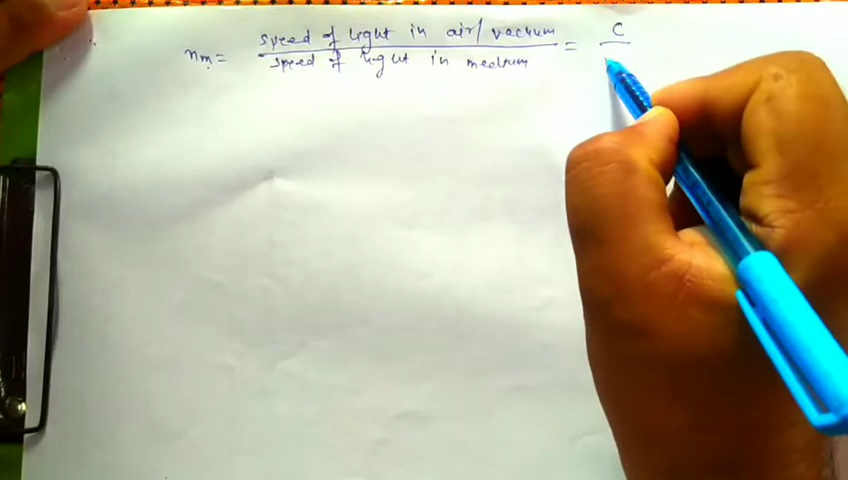 nm = speed of light in air/vacuum / speed of light in medium = c